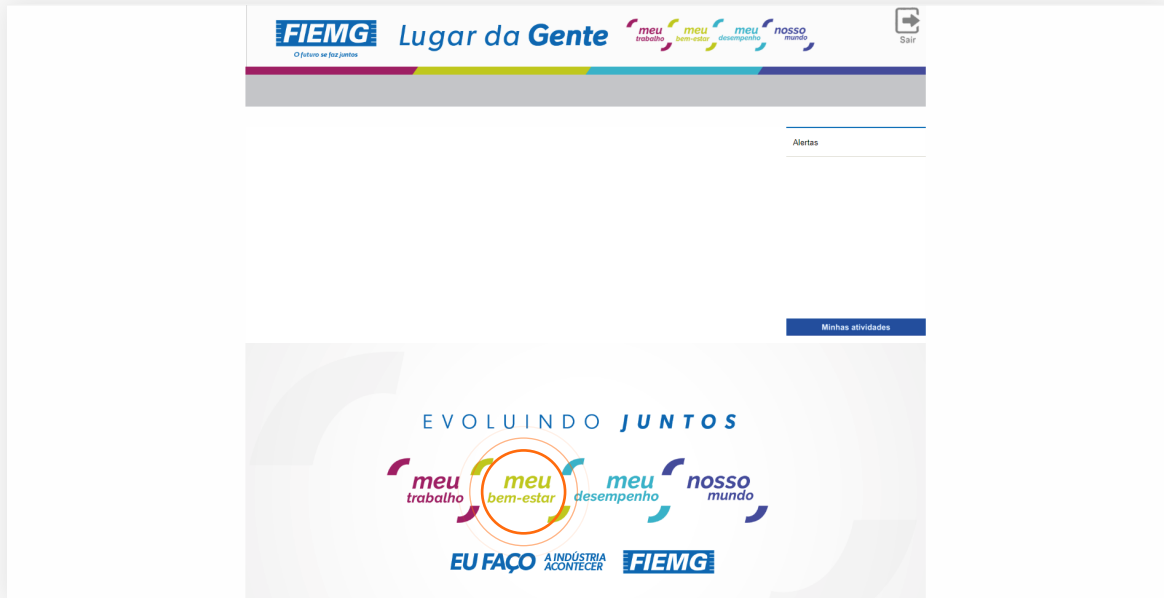 FIEMG
O futuro se faz juntos
Lugar da Gente
meu trabalho
meu bem-estar
meu desempenho
nosso mundo
Sair
Alertas
Minhas atividades
EVOLUINDO JUNTOS
meu trabalho
meu bem-estar
meu desempenho
nosso mundo
EU FAÇO A INDÚSTRIA ACONTECER FIEMG